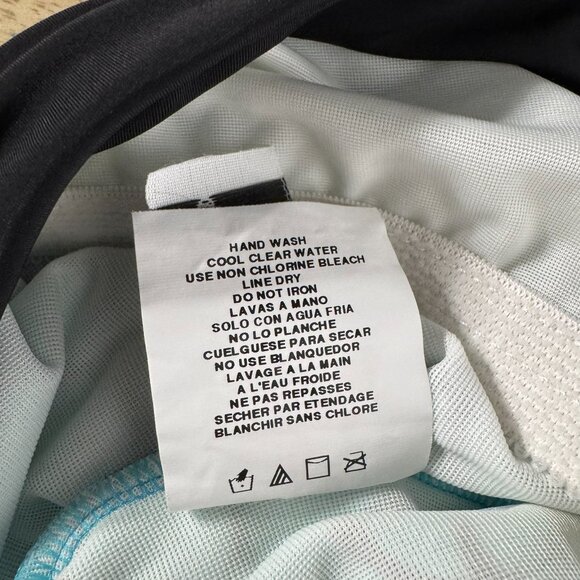 HAND WASH
COOL CLEAR WATER
USE NON CHLORINE BLEACH
LINE DRY
DO NOT IRON
LAVAS A MANO
SOLO CON AGUA FRIA
NO LO PLANCHE
CUELGUESE PARA SECAR
NO USE BLANQUEDOR
LAVAGE A LA MAIN
A L'EAU FROIDE
NE PAS REPASSES
SECHER PAR ETENDAGE
BLANCHIR SANS CHLORE